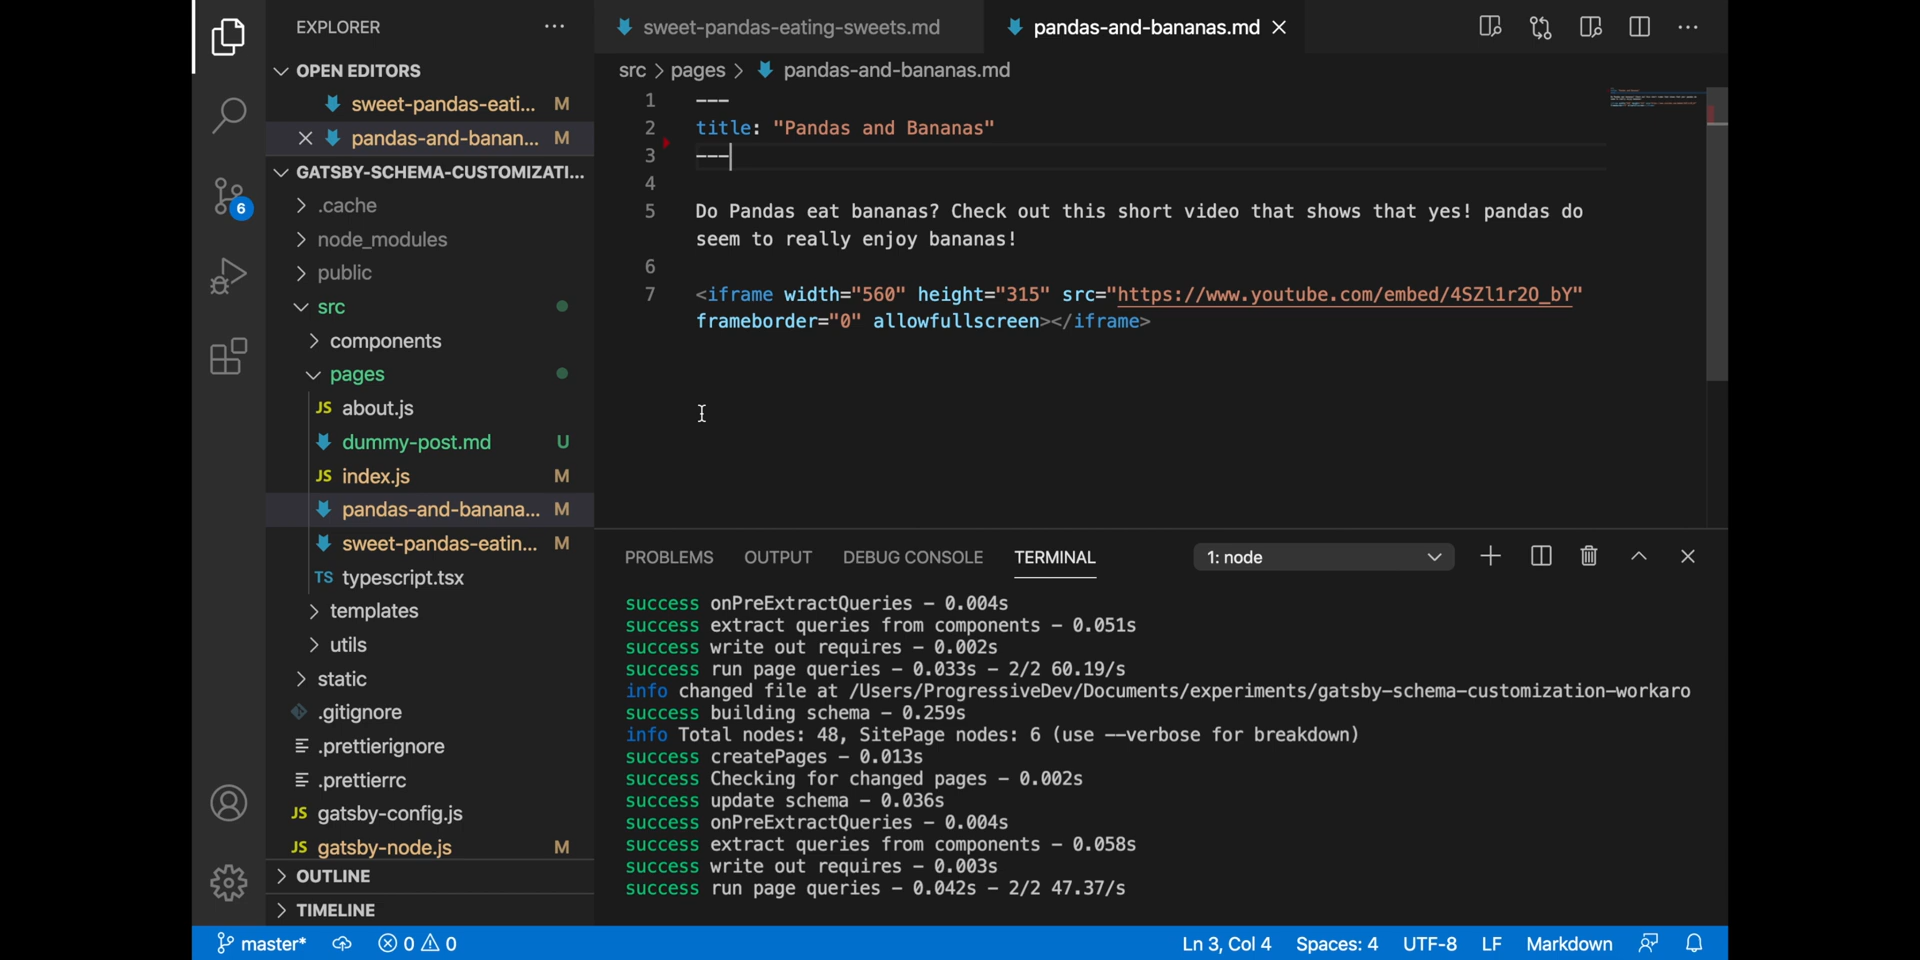 EXPLORER
OPEN EDITORS
sweet-pandas-eati... M
pandas-and-banan... M
GATSBY-SCHEMA-CUSTOMIZATI...
.cache
node_modules
public
src
components
pages
JS about.js
dummy-post.md U
JS index.js M
pandas-and-banana... M
sweet-pandas-eatin... M
TS typescript.tsx
templates
utils
static
.gitignore
.prettierignore
.prettierrc
JS gatsby-config.js
JS gatsby-node.js M
OUTLINE
TIMELINE
6
sweet-pandas-eating-sweets.md
pandas-and-bananas.md
src > pages > pandas-and-bananas.md
1 ---
2 title: "Pandas and Bananas"
3 ---
4
5 Do Pandas eat bananas? Check out this short video that shows that yes! pandas do
seem to really enjoy bananas!
6
7 <iframe width="560" height="315" src="https://www.youtube.com/embed/4SZl1r2O_bY"
frameborder="0" allowfullscreen></iframe>
PROBLEMS OUTPUT DEBUG CONSOLE TERMINAL 1: node
success onPreExtractQueries - 0.004s
success extract queries from components - 0.051s
success write out requires - 0.002s
success run page queries - 0.033s - 2/2 60.19/s
info changed file at /Users/ProgressiveDev/Documents/experiments/gatsby-schema-customization-workaro
success building schema - 0.259s
info Total nodes: 48, SitePage nodes: 6 (use --verbose for breakdown)
success createPages - 0.013s
success Checking for changed pages - 0.002s
success update schema - 0.036s
success onPreExtractQueries - 0.004s
success extract queries from components - 0.058s
success write out requires - 0.003s
success run page queries - 0.042s - 2/2 47.37/s
master* 0 0 Ln 3, Col 4 Spaces: 4 UTF-8 LF Markdown